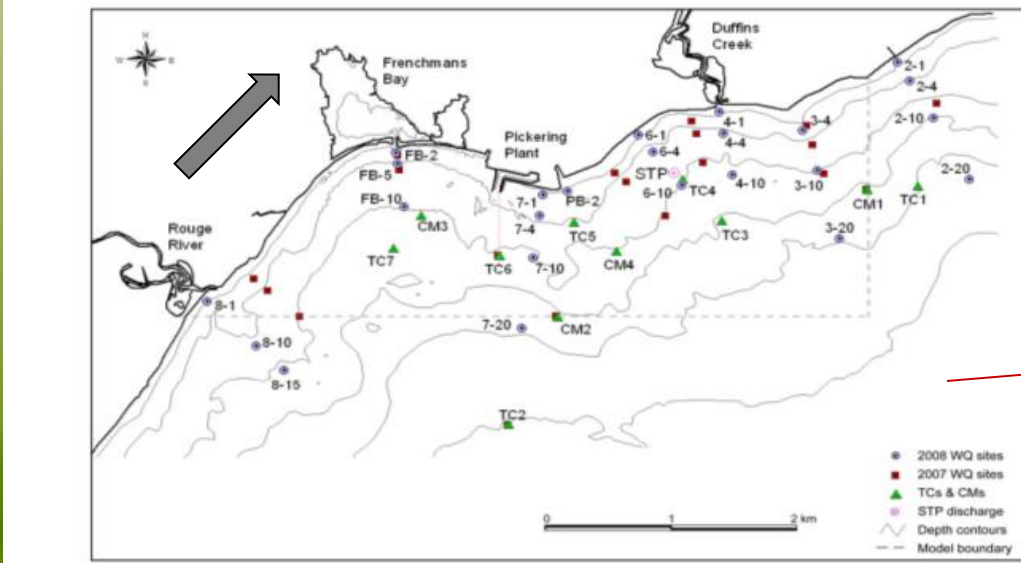 N
W
E
S
Frenchmans
Bay
Duffins
Creek
Pickering
Plant
Rouge
River
2-1
2-4
2-10
2-20
4-1
3-4
4-4
6-1
6-4
STP
TC4
6-10
4-10
3-10
CM1
TC1
3-20
FB-2
FB-5
FB-10
CM3
7-1
PB-2
7-4
TC5
TC3
TC7
TC6
7-10
CM4
8-1
7-20
CM2
8-10
8-15
TC2
0
1
2 km
2008 WQ sites
2007 WQ sites
TCs & CMs
STP discharge
Depth contours
Model boundary